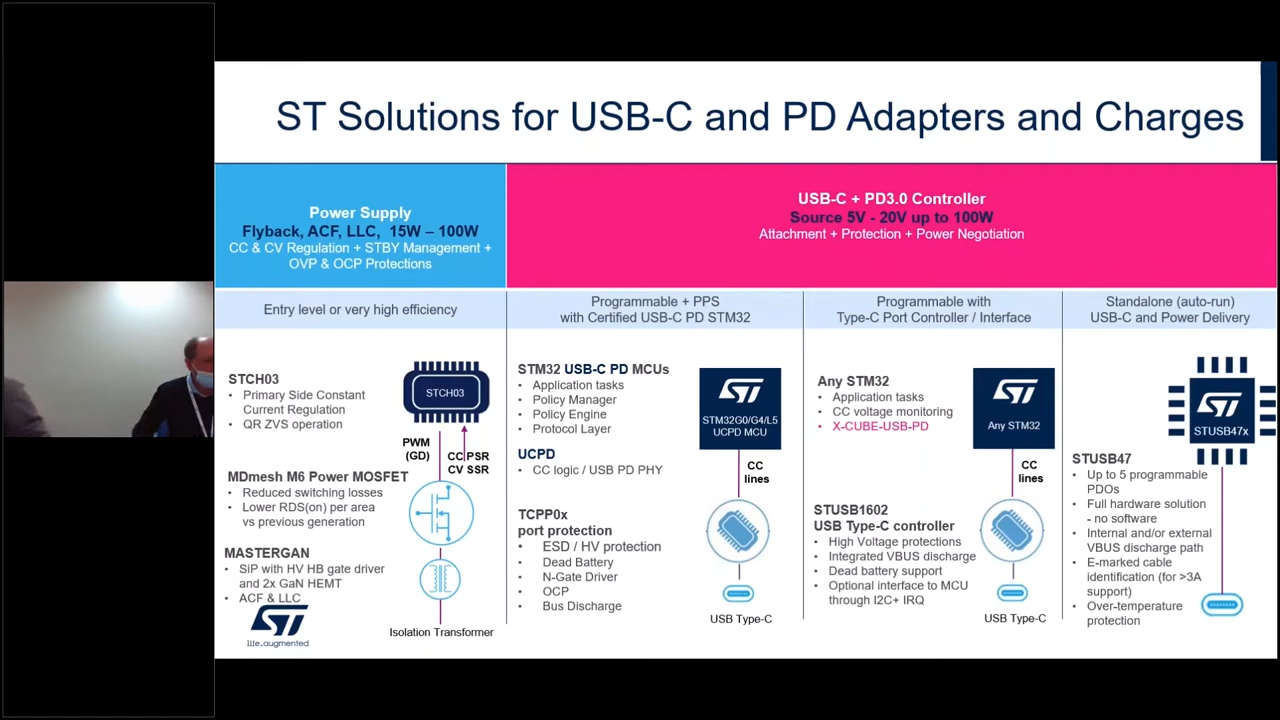 ST Solutions for USB-C and PD Adapters and Charges
Power Supply
Flyback, ACF, LLC, 15W – 100W
CC & CV Regulation + STBY Management +
OVP & OCP Protections
USB-C + PD3.0 Controller
Source 5V - 20V up to 100W
Attachment + Protection + Power Negotiation
Entry level or very high efficiency
Programmable + PPS
with Certified USB-C PD STM32
Programmable with
Type-C Port Controller / Interface
Standalone (auto-run)
USB-C and Power Delivery
STCH03
• Primary Side Constant
Current Regulation
• QR ZVS operation
STCH03
PWM
(GD)
CC PSR
CV SSR
MDmesh M6 Power MOSFET
• Reduced switching losses
• Lower RDS(on) per area
vs previous generation
MASTERGAN
• SiP with HV HB gate driver
and 2x GaN HEMT
• ACF & LLC
Isolation Transformer
ST
life.augmented
STM32 USB-C PD MCUs
• Application tasks
• Policy Manager
• Policy Engine
• Protocol Layer
UCPD
• CC logic / USB PD PHY
TCPP0x
port protection
• ESD / HV protection
• Dead Battery
• N-Gate Driver
• OCP
• Bus Discharge
ST
STM32G0/G4/L5
UCPD MCU
CC
lines
USB Type-C
Any STM32
• Application tasks
• CC voltage monitoring
• X-CUBE-USB-PD
STUSB1602
USB Type-C controller
• High Voltage protections
• Integrated VBUS discharge
• Dead battery support
• Optional interface to MCU
through I2C+ IRQ
ST
Any STM32
CC
lines
USB Type-C
ST
STUSB47x
STUSB47
• Up to 5 programmable
PDOs
• Full hardware solution
- no software
• Internal and/or external
VBUS discharge path
• E-marked cable
identification (for >3A
support)
• Over-temperature
protection